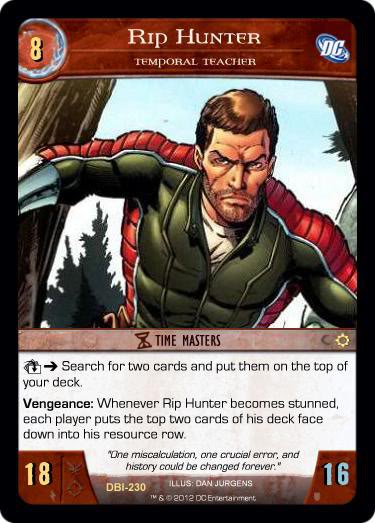 8
Rip Hunter
DC
TEMPORAL TEACHER
TIME MASTERS
➔ Search for two cards and put them on the top of
your deck.
Vengeance: Whenever Rip Hunter becomes stunned,
each player puts the top two cards of his deck face
down into his resource row.
"One miscalculation, one crucial error, and
history could be changed forever."
18
DBI-230
ILLUS: DAN JURGENS
16
™ & © 2012 DC Entertainment